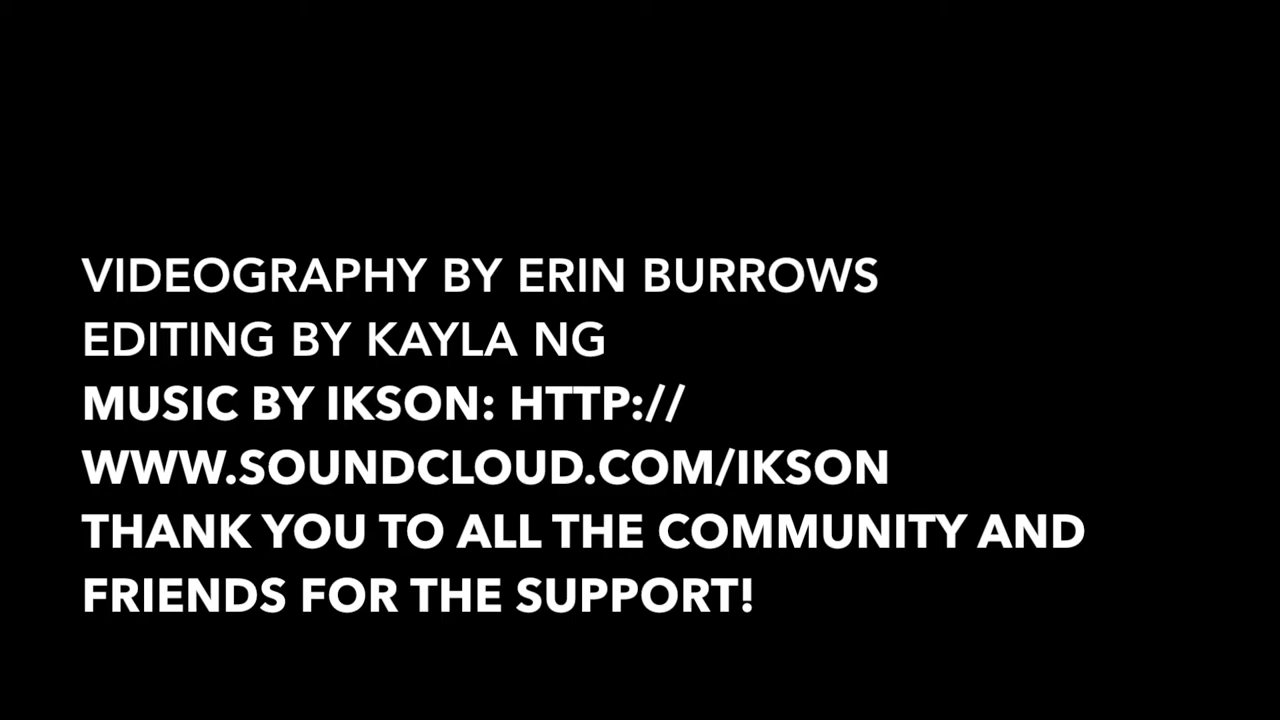 VIDEOGRAPHY BY ERIN BURROWS
EDITING BY KAYLA NG
MUSIC BY IKSON: HTTP://
WWW.SOUNDCLOUD.COM/IKSON
THANK YOU TO ALL THE COMMUNITY AND
FRIENDS FOR THE SUPPORT!